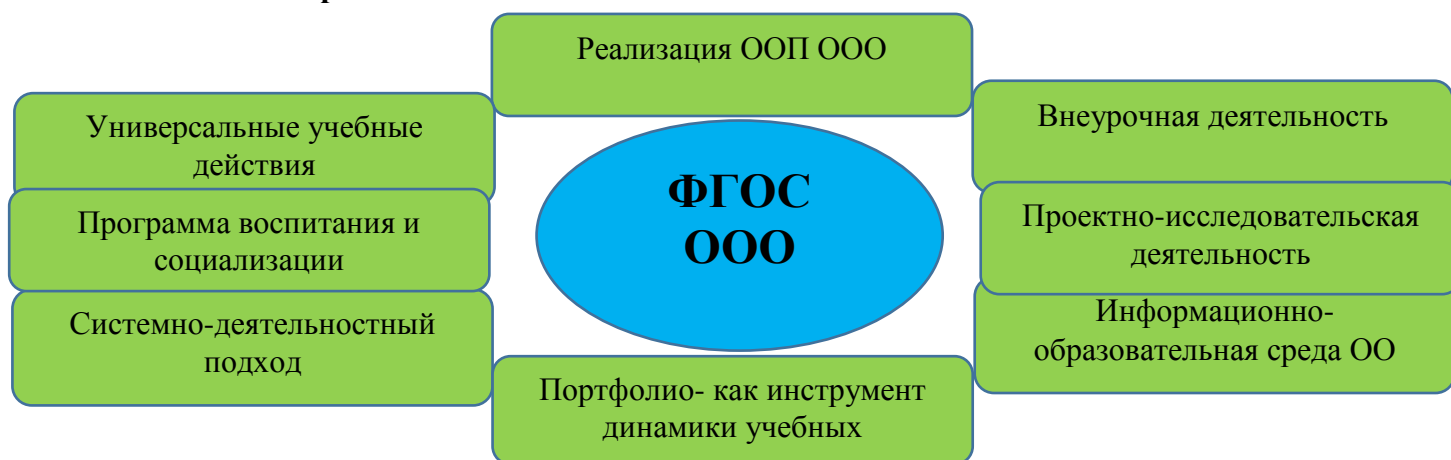 Реализация ООП ООО
Универсальные учебные
действия
Внеурочная деятельность
ФГОС
ООО
Программа воспитания и
социализации
Проектно-исследовательская
деятельность
Системно-деятельностный
подход
Информационно-
образовательная среда ОО
Портфолио- как инструмент
динамики учебных